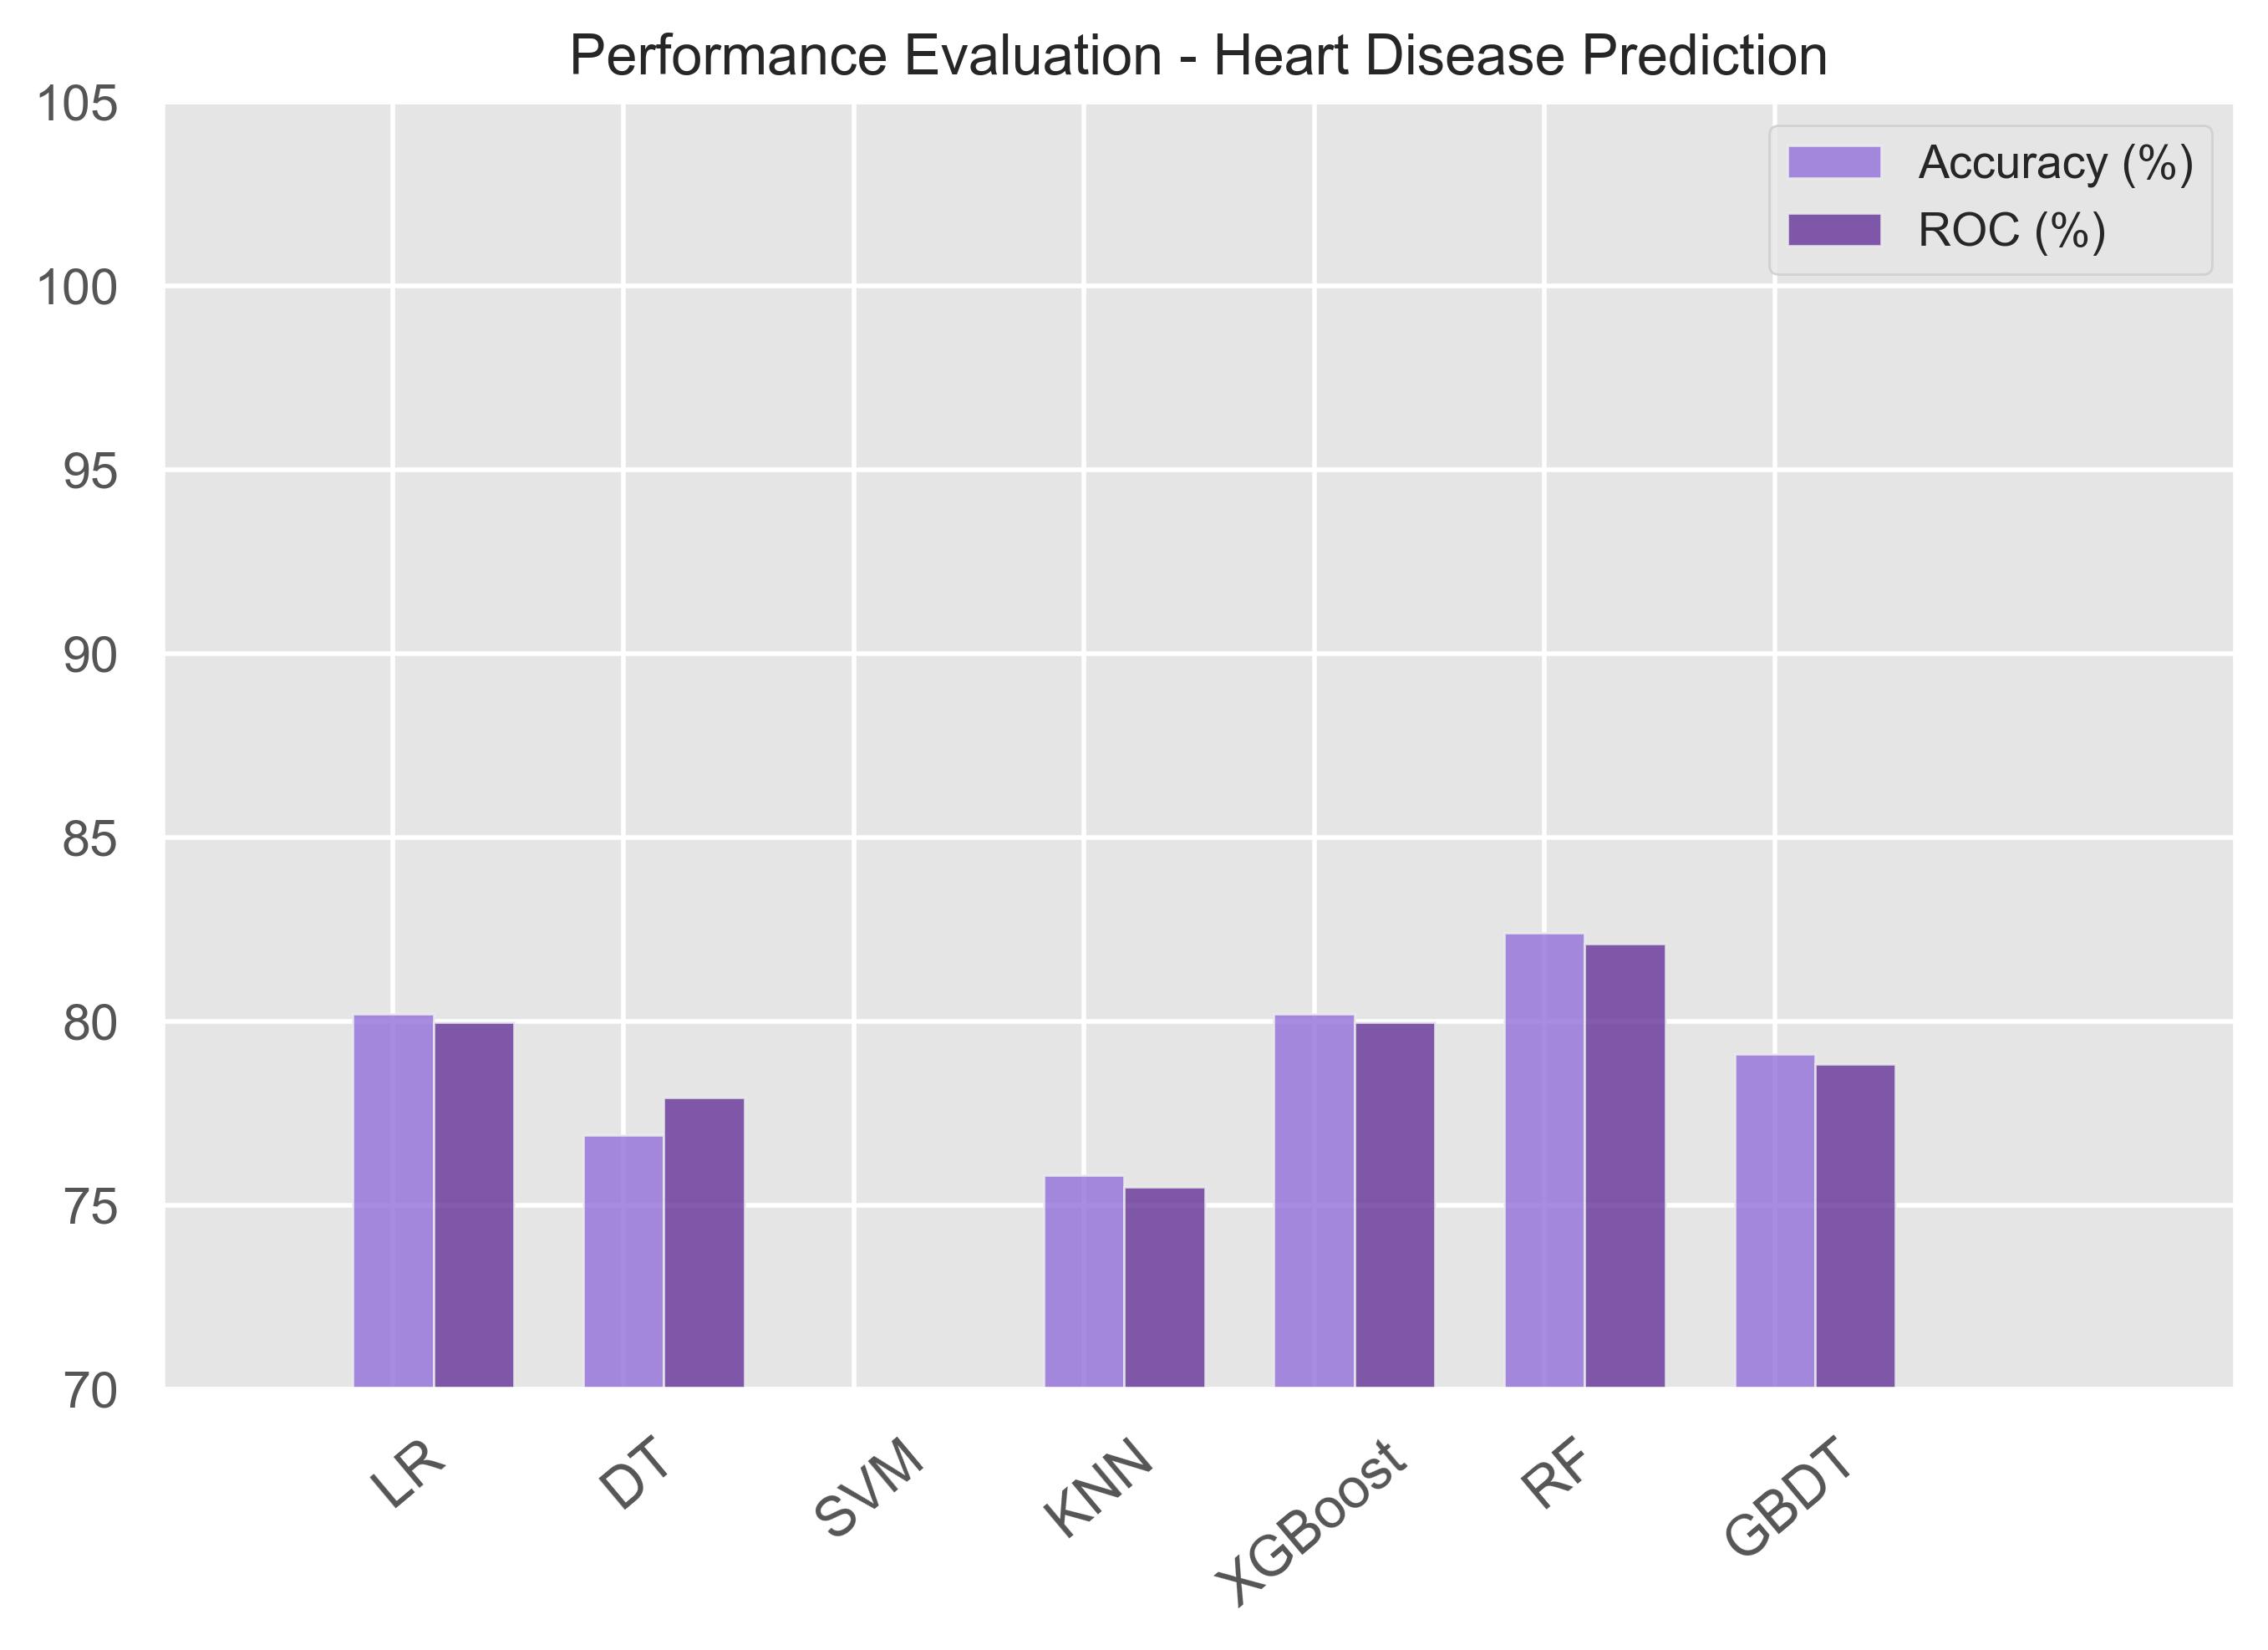 Performance Evaluation - Heart Disease Prediction
105
100
95
90
85
80
75
70
Accuracy (%)
ROC (%)
LR
DT
SVM
KNN
XGBoost
RF
GBDT